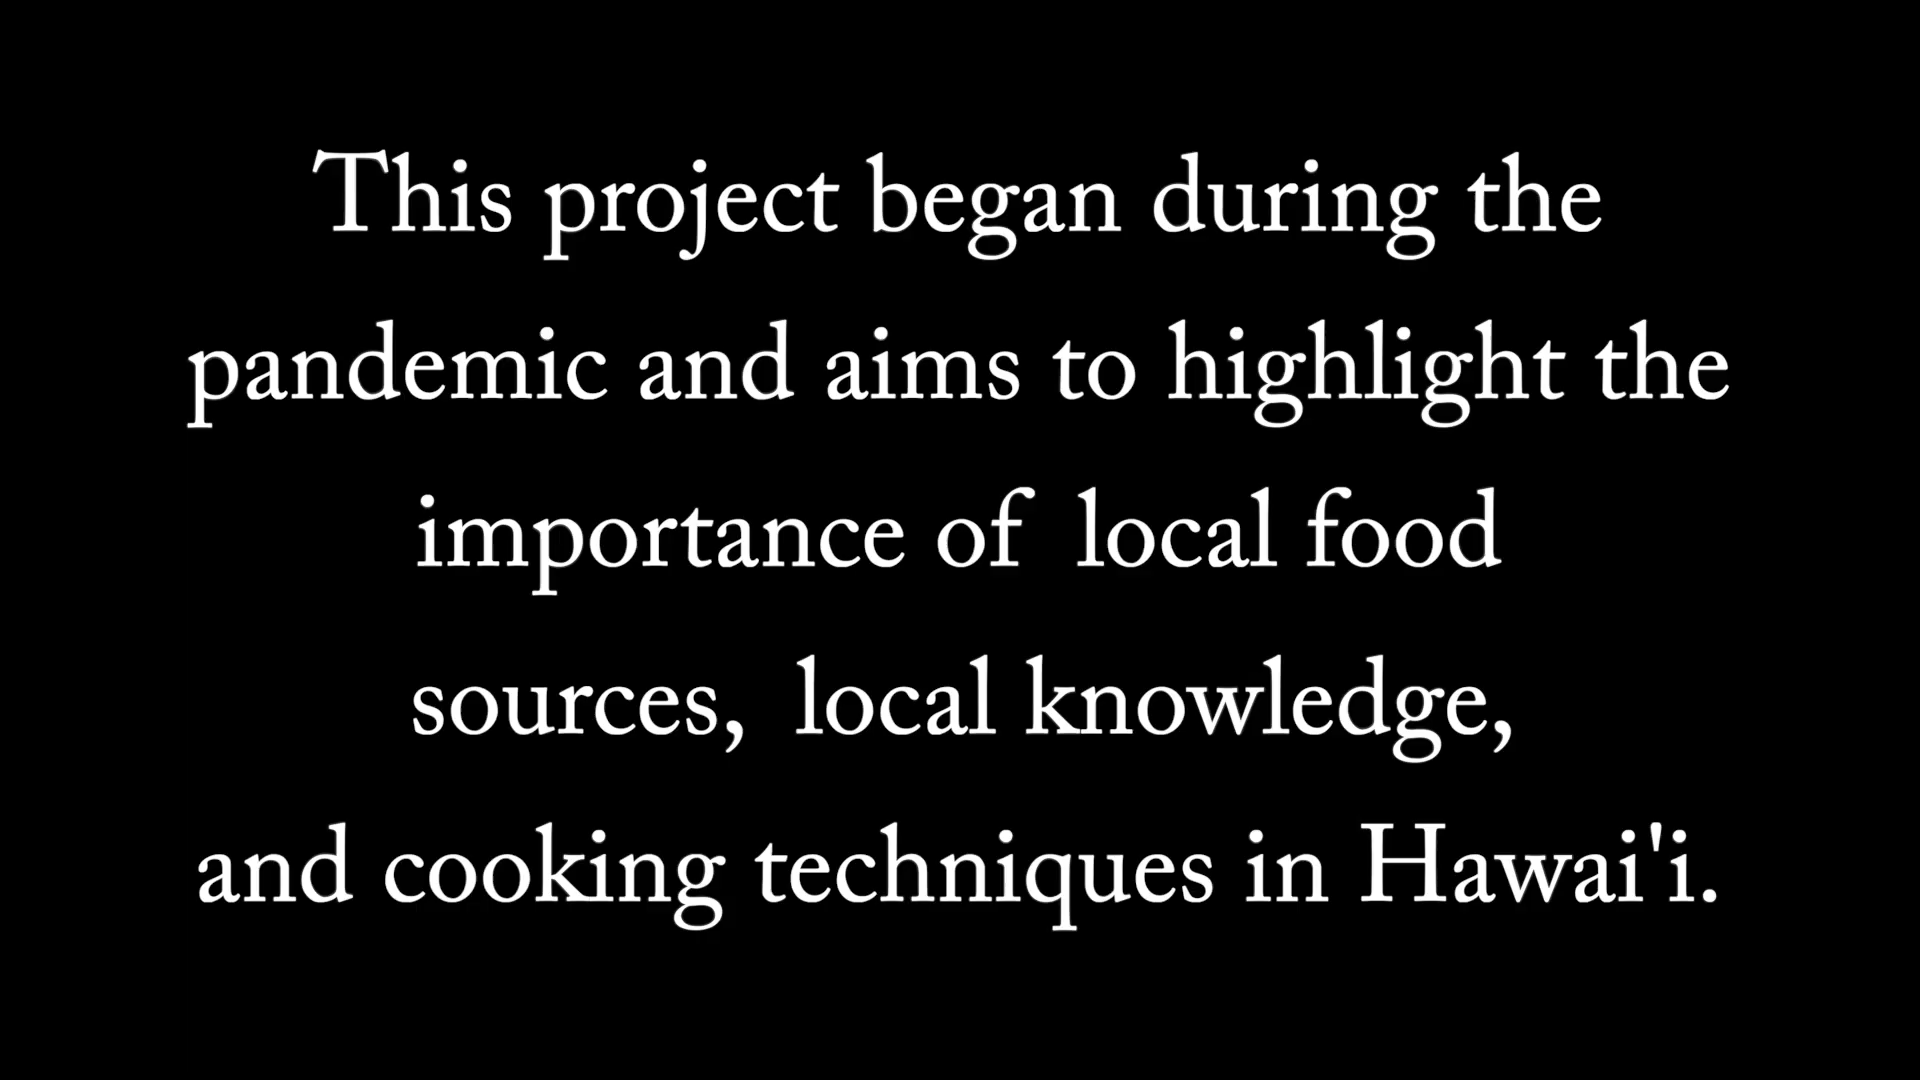 This project began during the
pandemic and aims to highlight the
importance of  local food
sources,  local knowledge,
and cooking techniques in Hawai'i.